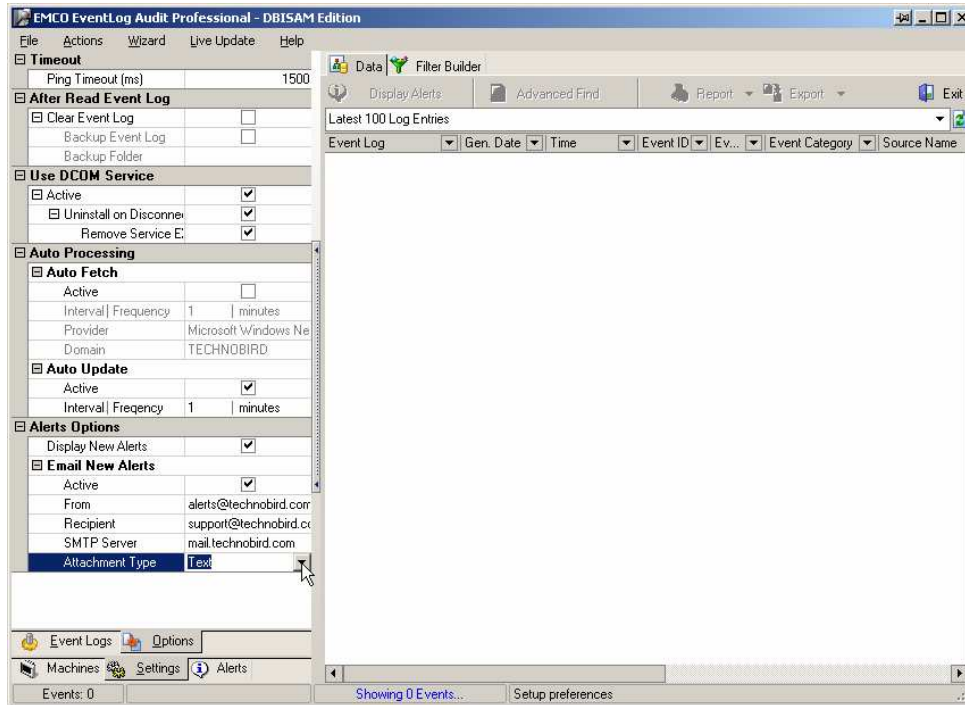 EMCO EventLog Audit Professional - DBISAM Edition
File Actions Wizard Live Update Help
Timeout
Ping Timeout (ms) 1500
After Read Event Log
Clear Event Log
Backup Event Log
Backup Folder
Use DCOM Service
Active
Uninstall on Disconne
Remove Service E
Auto Processing
Auto Fetch
Active
Interval | Frequency 1 | minutes
Provider Microsoft Windows Ne
Domain TECHNOBIRD
Auto Update
Active
Interval | Freqency 1 | minutes
Alerts Options
Display New Alerts
Email New Alerts
Active
From alerts@technobird.com
Recipient support@technobird.co
SMTP Server mail.technobird.com
Attachment Type Text
Event Logs Options
Machines Settings Alerts
Events: 0
Data Filter Builder
Display Alerts Advanced Find Report Export Exit
Latest 100 Log Entries
Event Log Gen. Date Time Event ID Ev... Event Category Source Name
Showing 0 Events... Setup preferences